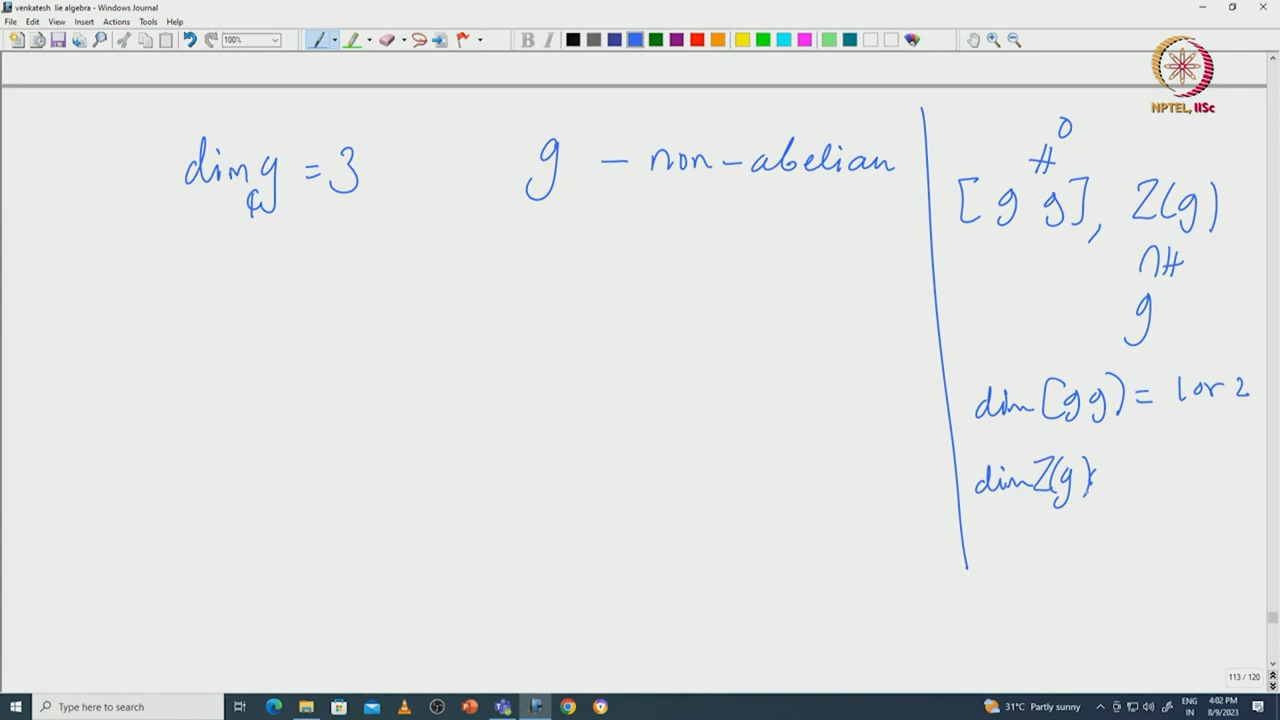 venkatesh lie algebra - Windows Journal
File Edit View Insert Actions Tools Help
100%
NPTEL, IISc
dim_ℂ g = 3 g - non-abelian
0
≠
[g g], Z(g)
∩≠
g
dim[g g] = 1 or 2
dim Z(g)
113 / 120
Type here to search
31°C Partly sunny
ENG
IN
4:02 PM
8/9/2023